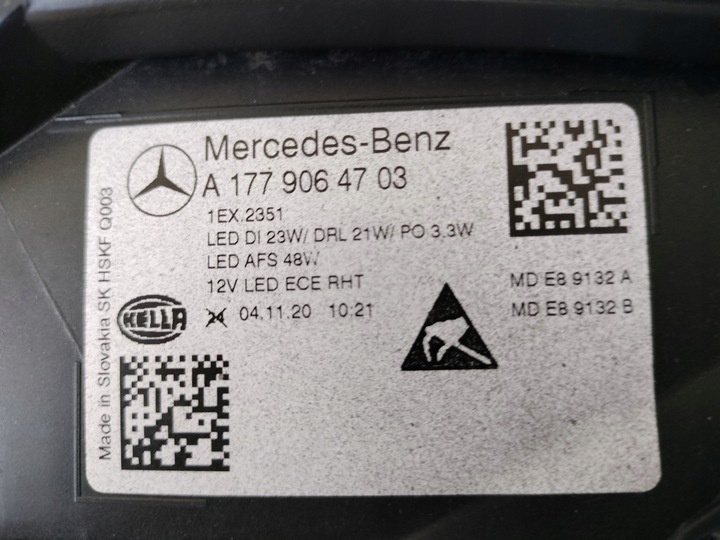 Mercedes-Benz
A 177 906 47 03
1EX.2351
LED DI 23W/ DRL 21W/ PO 3.3W
LED AFS 48W
12V LED ECE RHT
04.11.20 10:21
MD E8 9132 A
MD E8 9132 B
HELLA
24
Made in Slovakia SK HSKF Q003